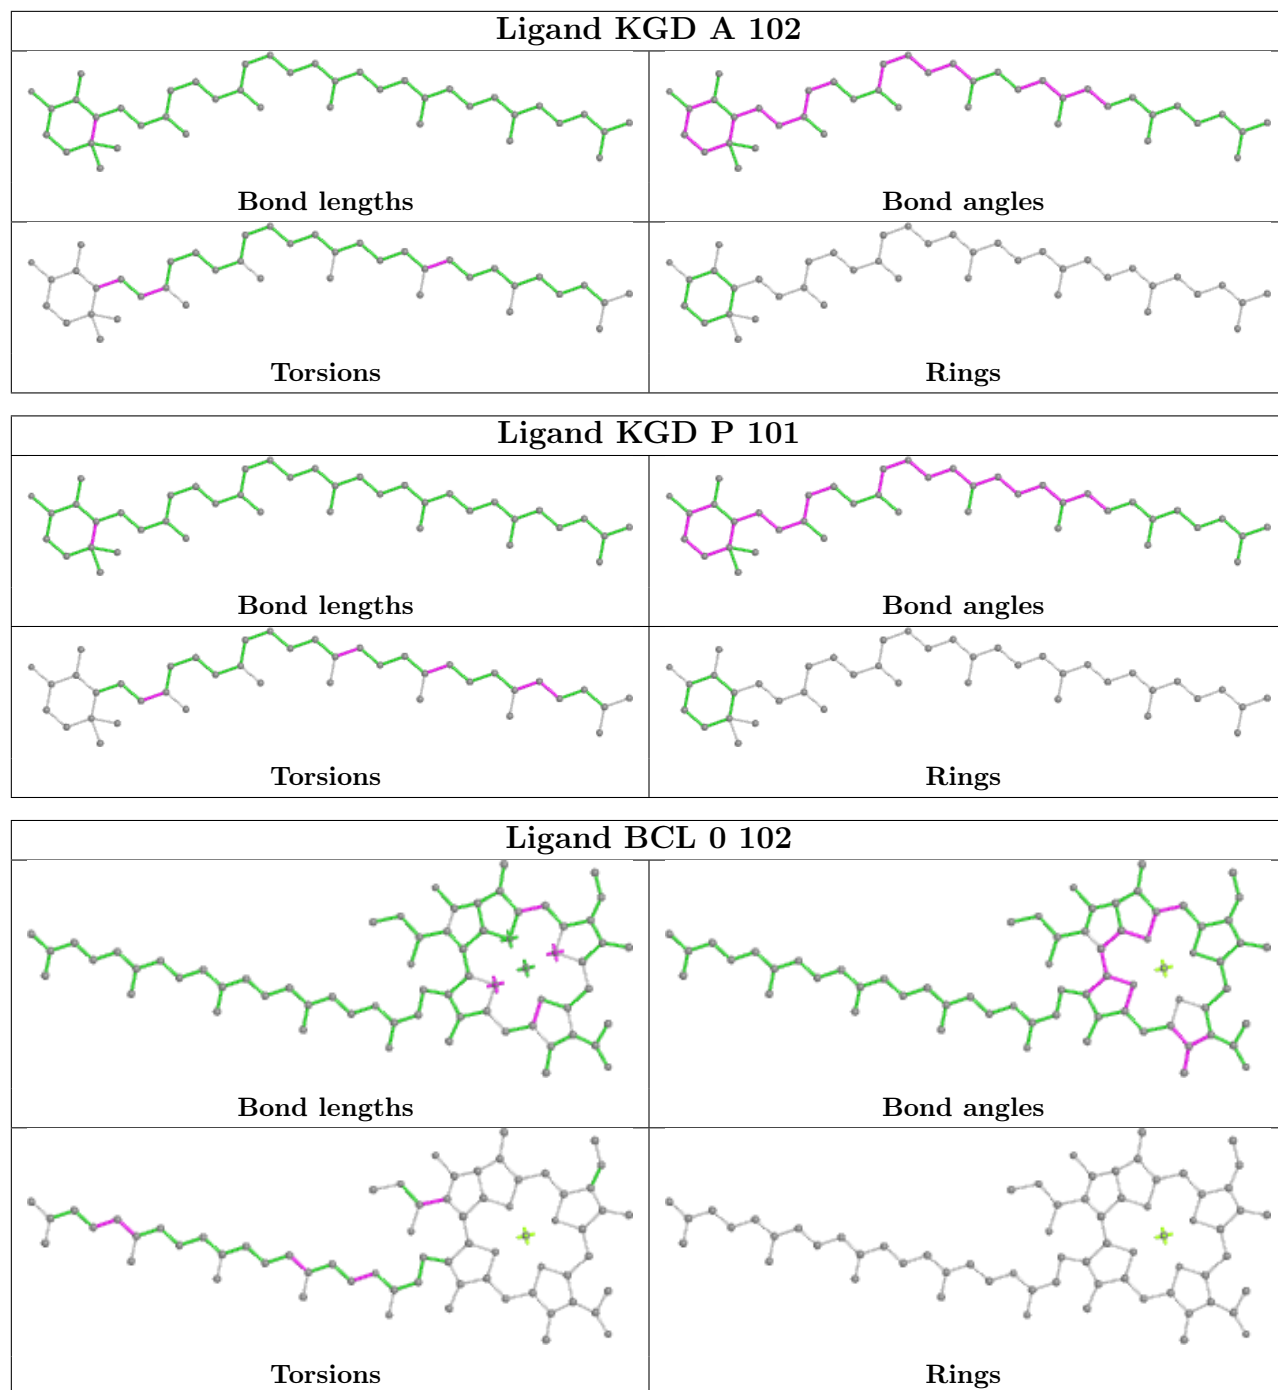 Ligand KGD A 102
Bond lengths
Bond angles
Torsions
Rings
Ligand KGD P 101
Bond lengths
Bond angles
Torsions
Rings
Ligand BCL 0 102
Bond lengths
Bond angles
Torsions
Rings